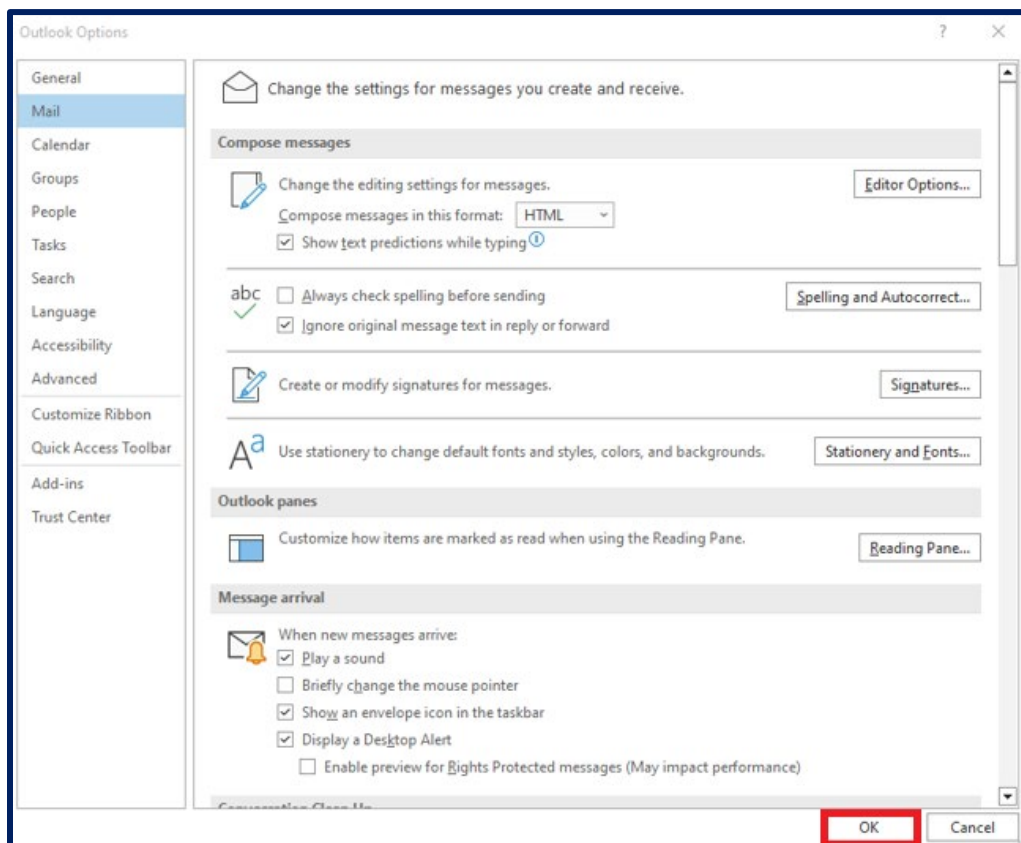 Outlook Options
?
General
Mail
Calendar
Groups
People
Tasks
Search
Language
Accessibility
Advanced
Customize Ribbon
Quick Access Toolbar
Add-ins
Trust Center
Change the settings for messages you create and receive.
Compose messages
Change the editing settings for messages.
Editor Options...
Compose messages in this format: HTML
Show text predictions while typing
abc
Always check spelling before sending
Spelling and Autocorrect...
Ignore original message text in reply or forward
Create or modify signatures for messages.
Signatures...
Aa
Use stationery to change default fonts and styles, colors, and backgrounds.
Stationery and Fonts...
Outlook panes
Customize how items are marked as read when using the Reading Pane.
Reading Pane...
Message arrival
When new messages arrive:
Play a sound
Briefly change the mouse pointer
Show an envelope icon in the taskbar
Display a Desktop Alert
Enable preview for Rights Protected messages (May impact performance)
Conversation Clean Up
OK
Cancel